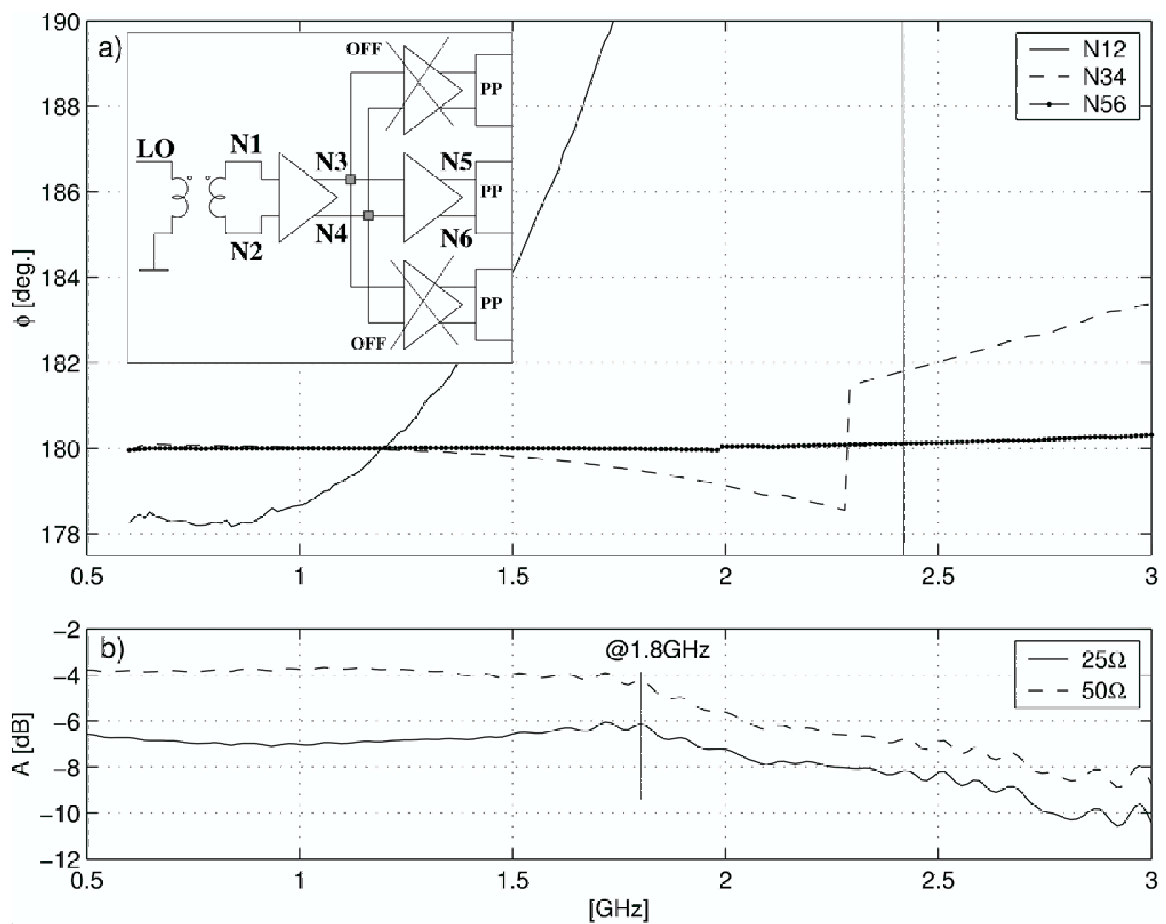 190
188
186
184
182
180
178
ϕ [deg.]
a)
OFF
PP
LO
N1
N3
N5
PP
N2
N4
N6
PP
OFF
N12
N34
N56
0.5
1
1.5
2
2.5
3
b)
@1.8GHz
25Ω
50Ω
−2
−4
−6
−8
−10
−12
A [dB]
0.5
1
1.5
2
2.5
3
[GHz]